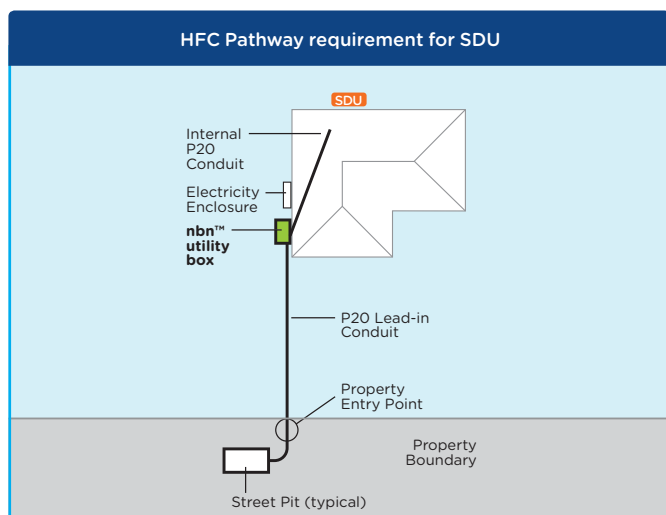 HFC Pathway requirement for SDU
SDU
Internal
P20
Conduit
Electricity
Enclosure
nbn™
utility
box
P20 Lead-in
Conduit
Property
Entry Point
Property
Boundary
Street Pit (typical)